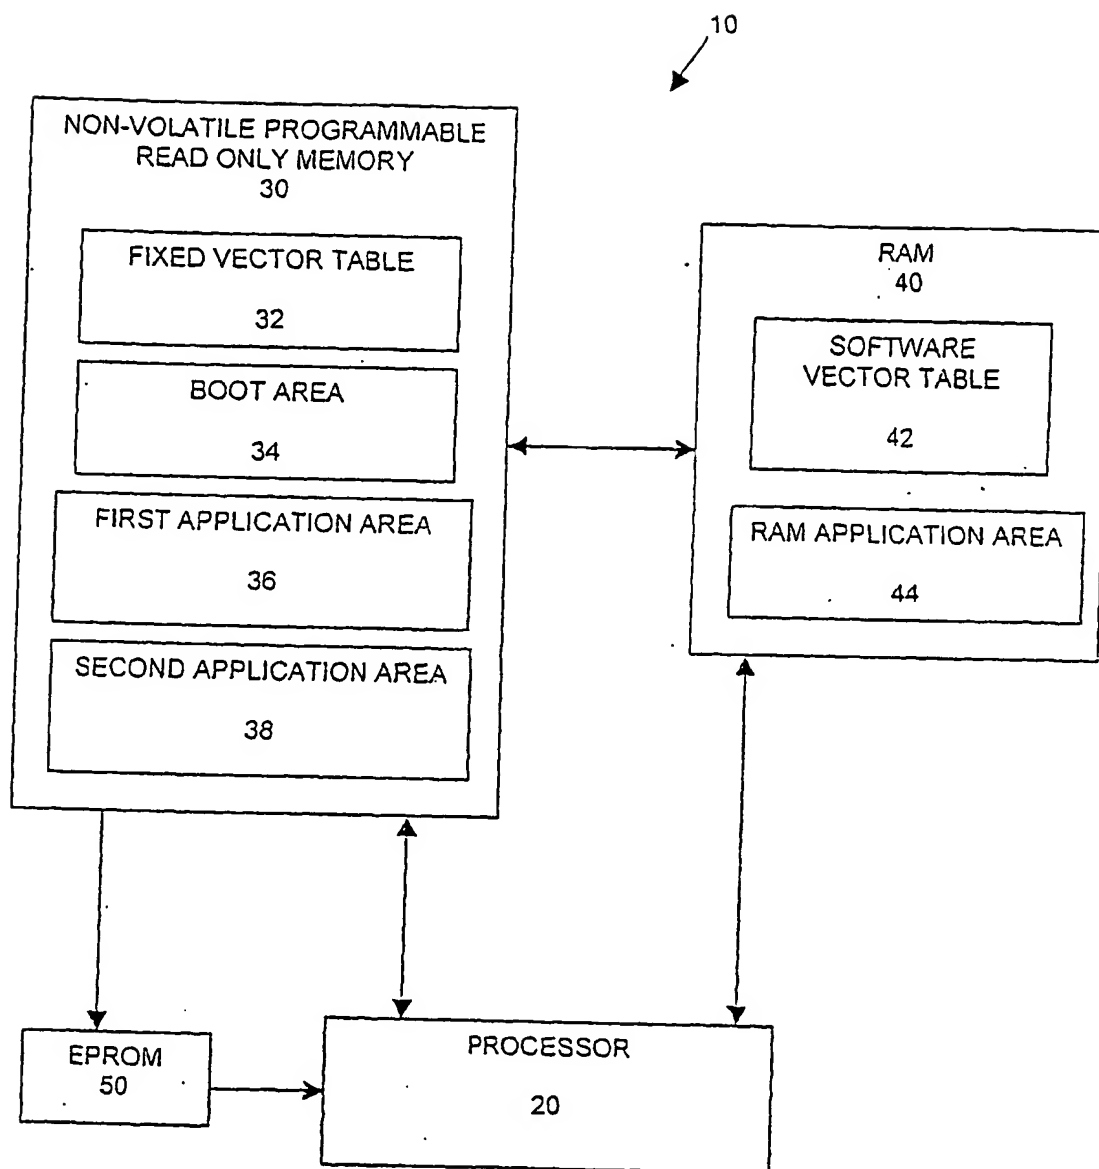 10
NON-VOLATILE PROGRAMMABLE
READ ONLY MEMORY
30
FIXED VECTOR TABLE
32
BOOT AREA
34
FIRST APPLICATION AREA
36
SECOND APPLICATION AREA
38
RAM
40
SOFTWARE
VECTOR TABLE
42
RAM APPLICATION AREA
44
EPROM
50
PROCESSOR
20